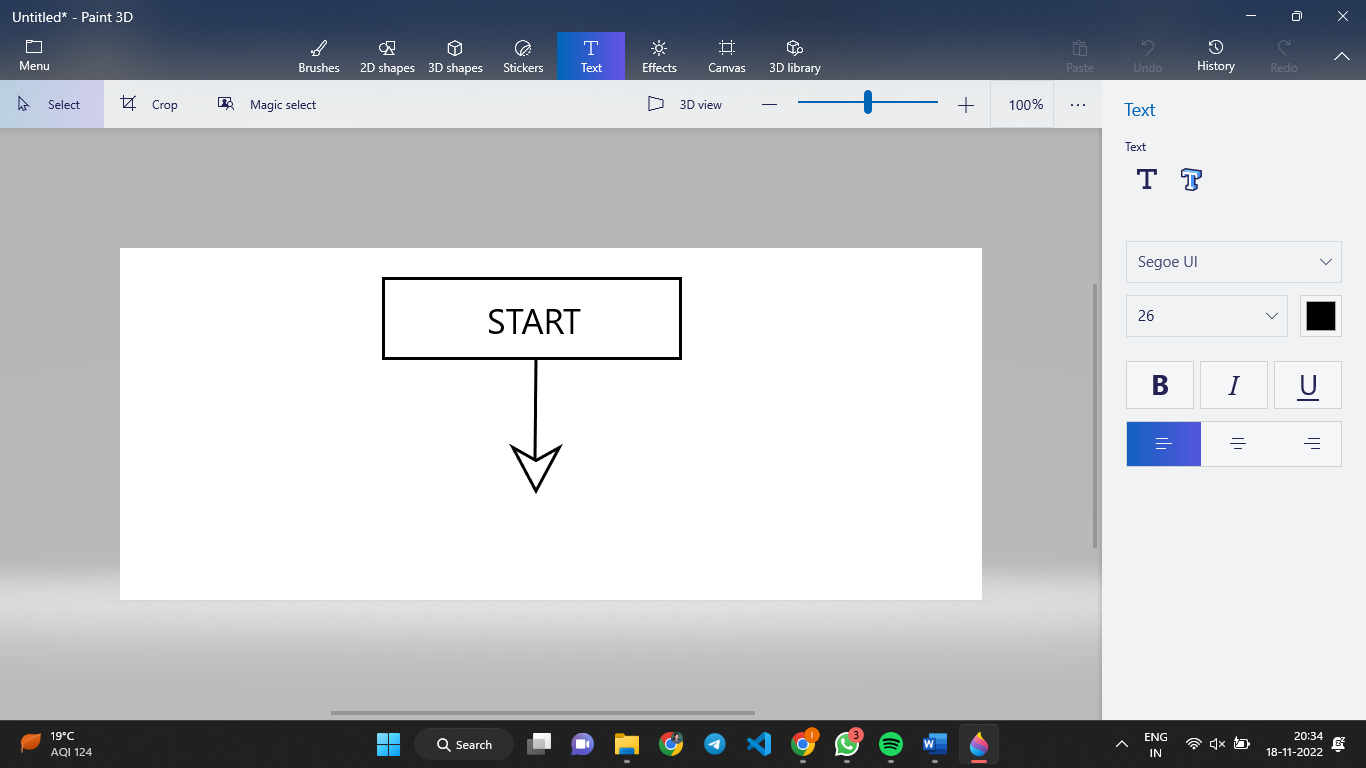 Untitled* - Paint 3D
Menu
Brushes
2D shapes
3D shapes
Stickers
Text
Effects
Canvas
3D library
Paste
Undo
History
Redo
Select
Crop
Magic select
3D view
100%
Text
Text
Segoe UI
26
B
I
U
START
19°C
AQI 124
Search
3
ENG
IN
20:34
18-11-2022